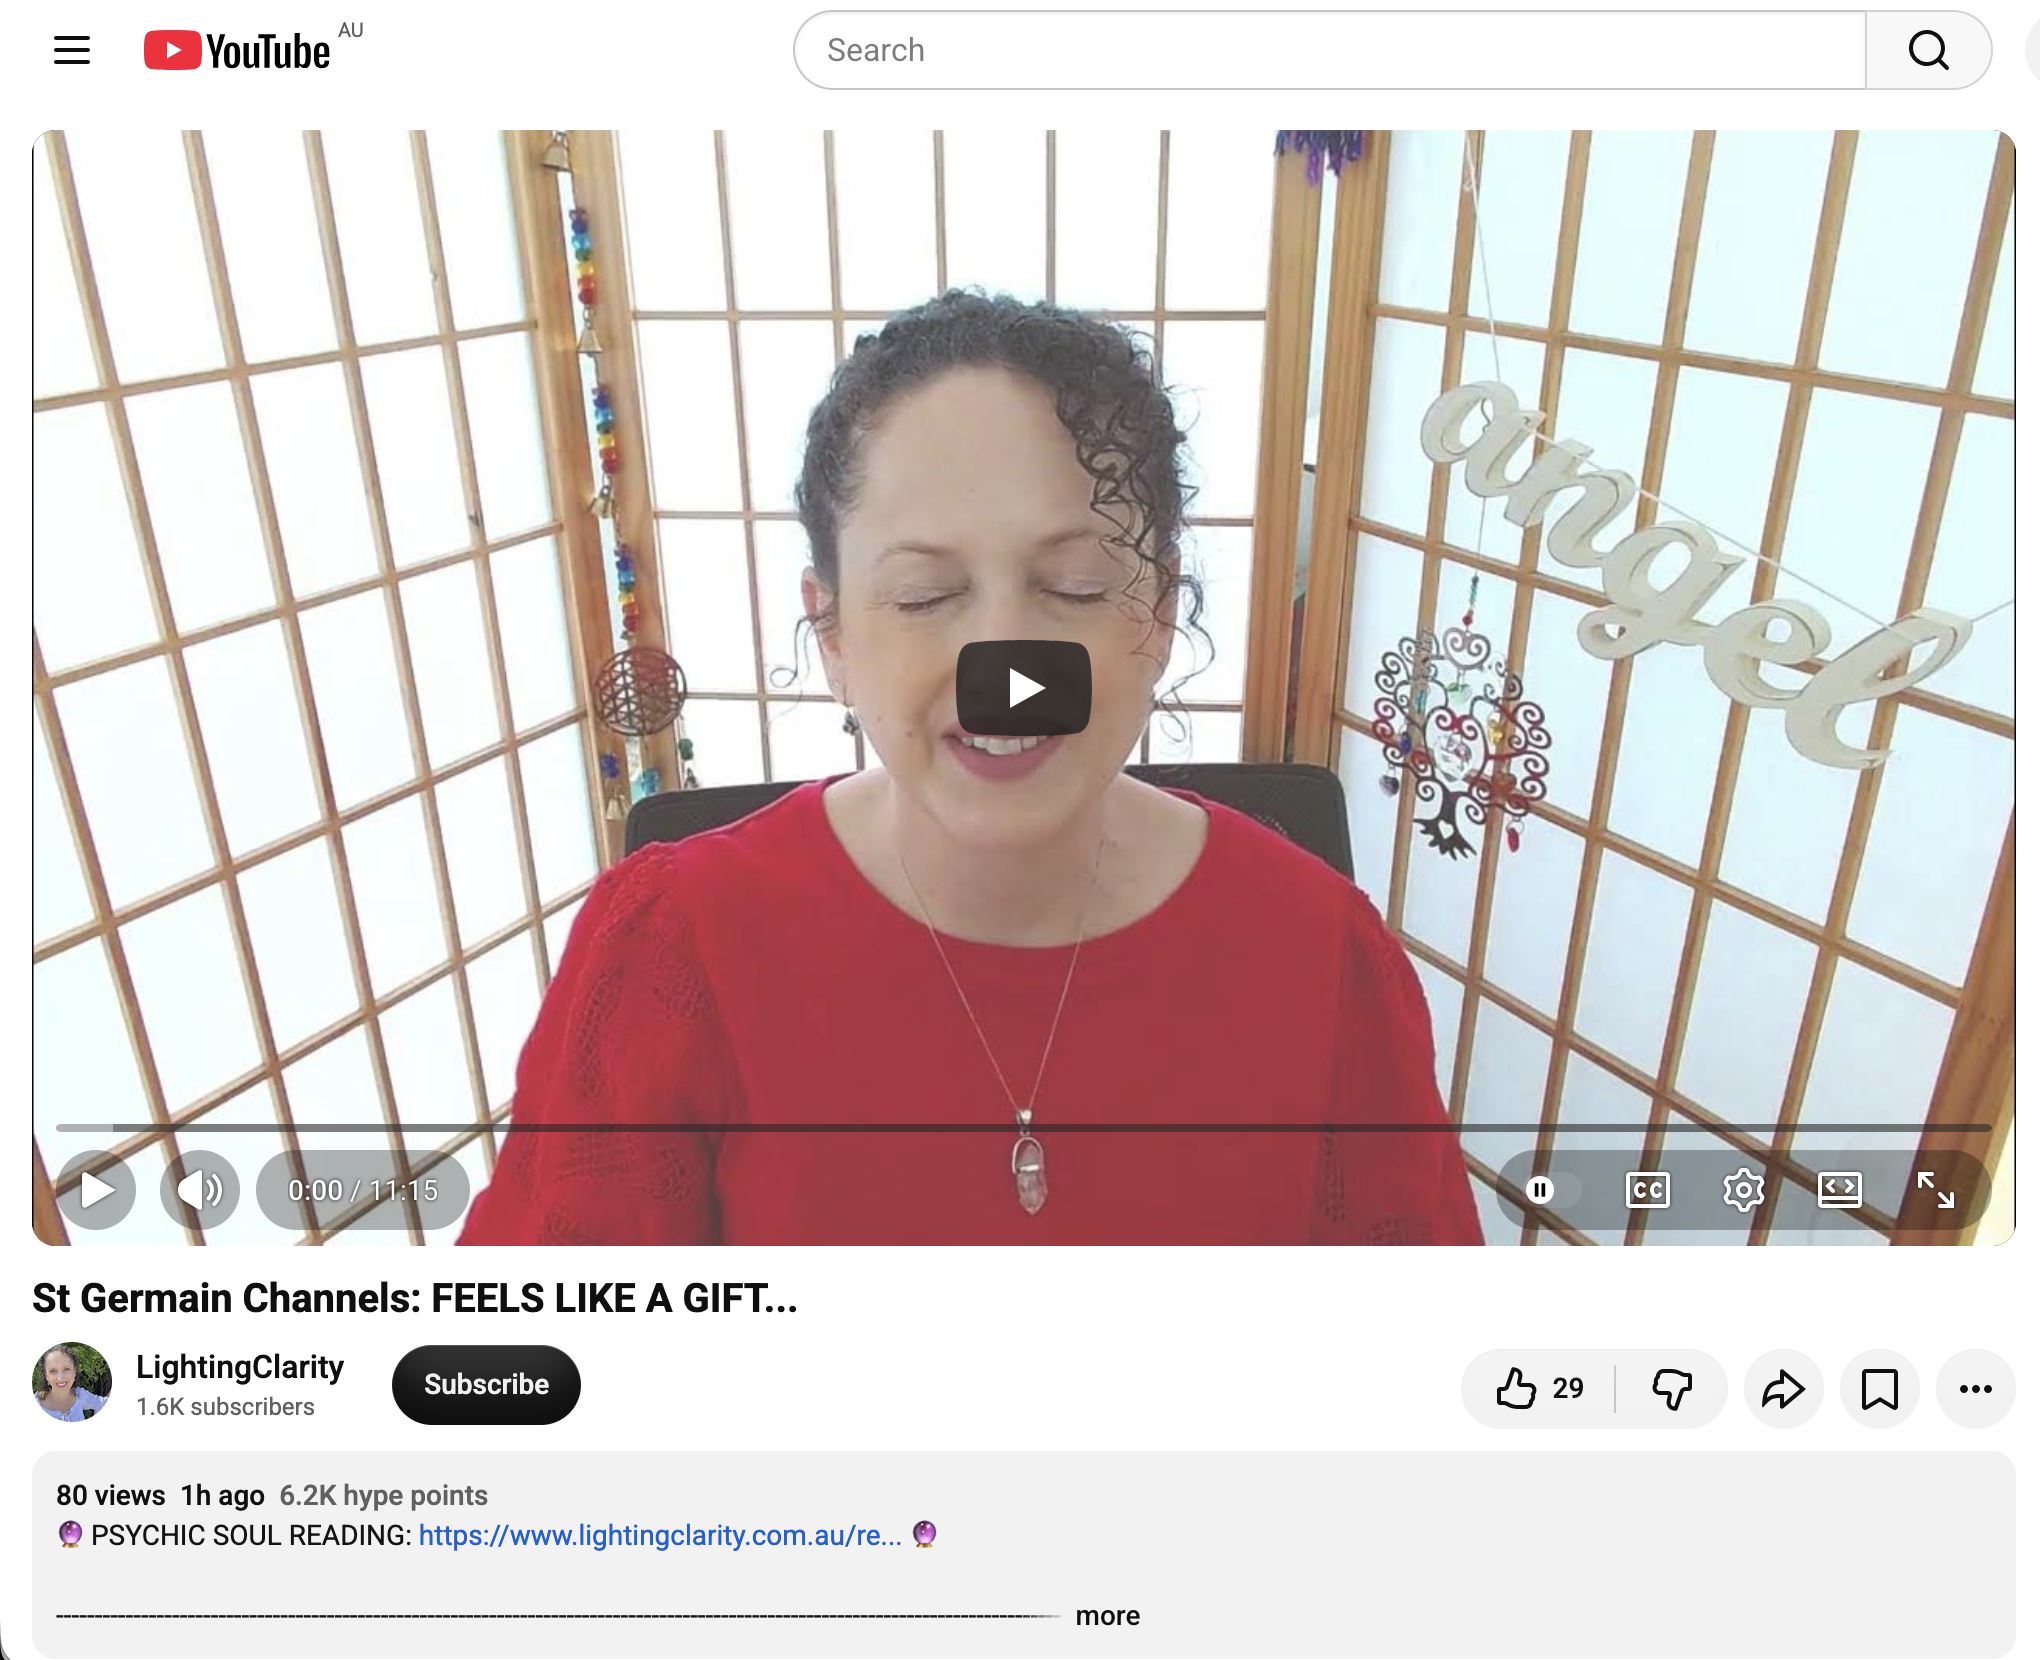 YouTube AU
Search
angel
0:00 / 11:15
CC
St Germain Channels: FEELS LIKE A GIFT...
LightingClarity
1.6K subscribers
Subscribe
29
80 views 1h ago 6.2K hype points
🔮 PSYCHIC SOUL READING: https://www.lightingclarity.com.au/re... 🔮
more